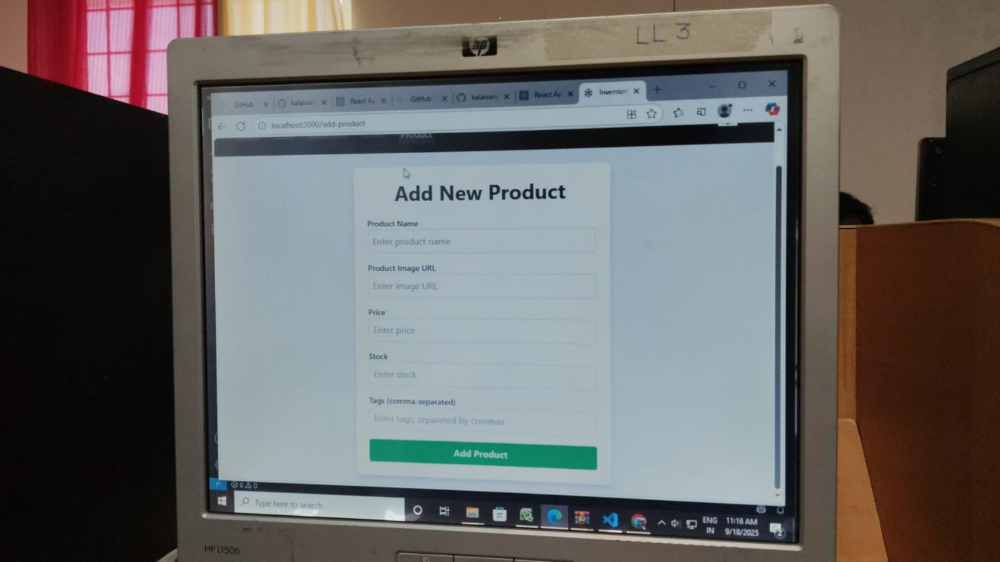 LL 3
hp
GitHub
kalaivan
React Ap
GitHub
kalaivan
React Ap
Inventor
localhost:3000/add-product
Product
Add New Product
Product Name
Enter product name
Product Image URL
Enter image URL
Price
Enter price
Stock
Enter stock
Tags (comma-separated)
Enter tags, separated by commas
Add Product
0 0
Type here to search
ENG
IN
11:16 AM
9/18/2025
2
HP L1506